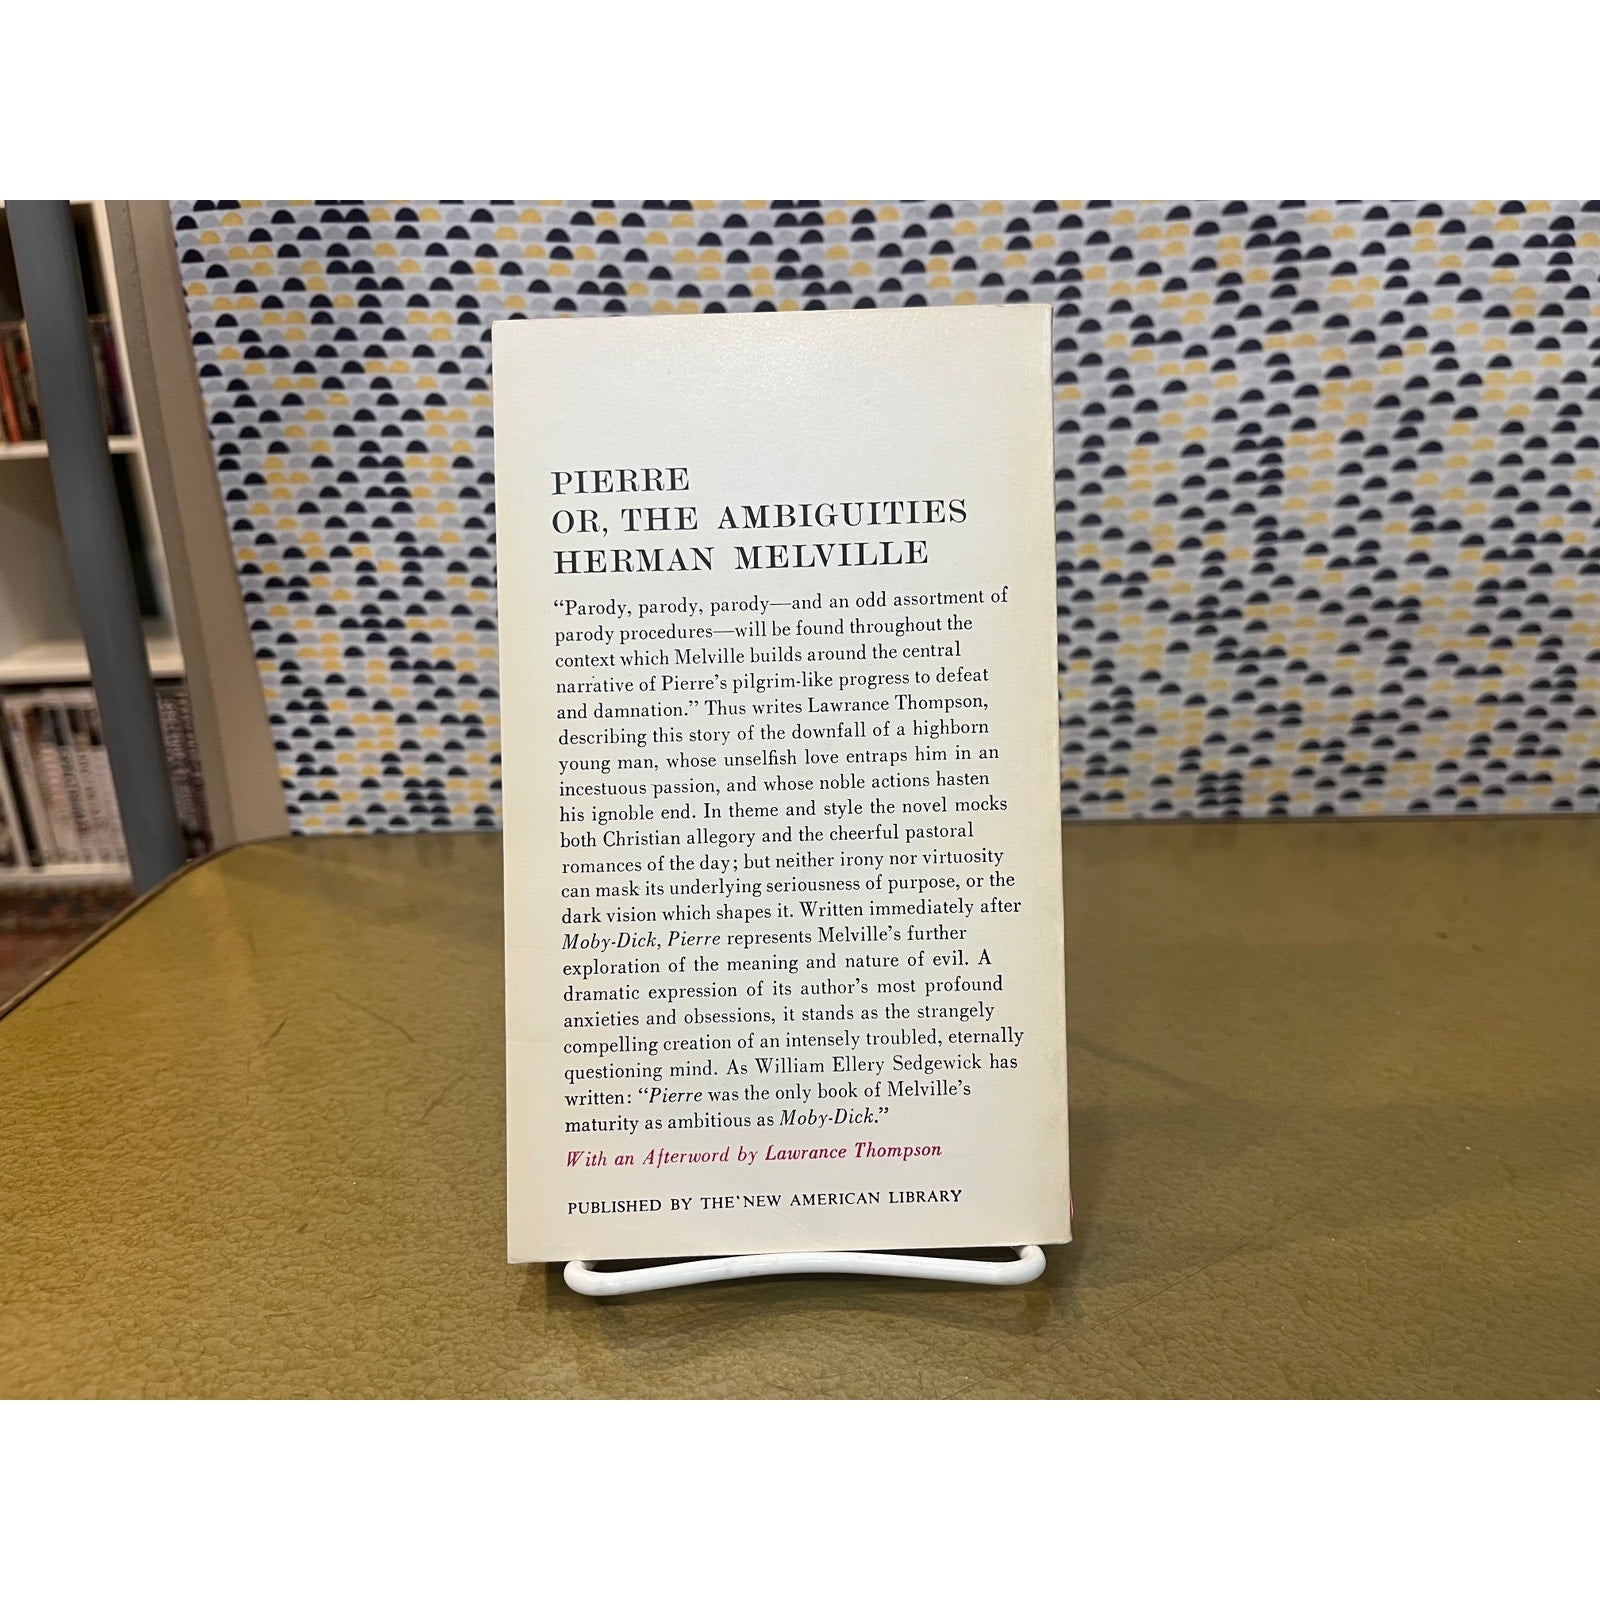 PIERRE
OR, THE AMBIGUITIES
HERMAN MELVILLE
“Parody, parody, parody—and an odd assortment of
parody procedures—will be found throughout the
context which Melville builds around the central
narrative of Pierre’s pilgrim-like progress to defeat
and damnation.” Thus writes Lawrance Thompson,
describing this story of the downfall of a highborn
young man, whose unselfish love entraps him in an
incestuous passion, and whose noble actions hasten
his ignoble end. In theme and style the novel mocks
both Christian allegory and the cheerful pastoral
romances of the day; but neither irony nor virtuosity
can mask its underlying seriousness of purpose, or the
dark vision which shapes it. Written immediately after
Moby-Dick, Pierre represents Melville’s further
exploration of the meaning and nature of evil. A
dramatic expression of its author’s most profound
anxieties and obsessions, it stands as the strangely
compelling creation of an intensely troubled, eternally
questioning mind. As William Ellery Sedgewick has
written: “Pierre was the only book of Melville’s
maturity as ambitious as Moby-Dick.”
With an Afterword by Lawrance Thompson
PUBLISHED BY THE NEW AMERICAN LIBRARY